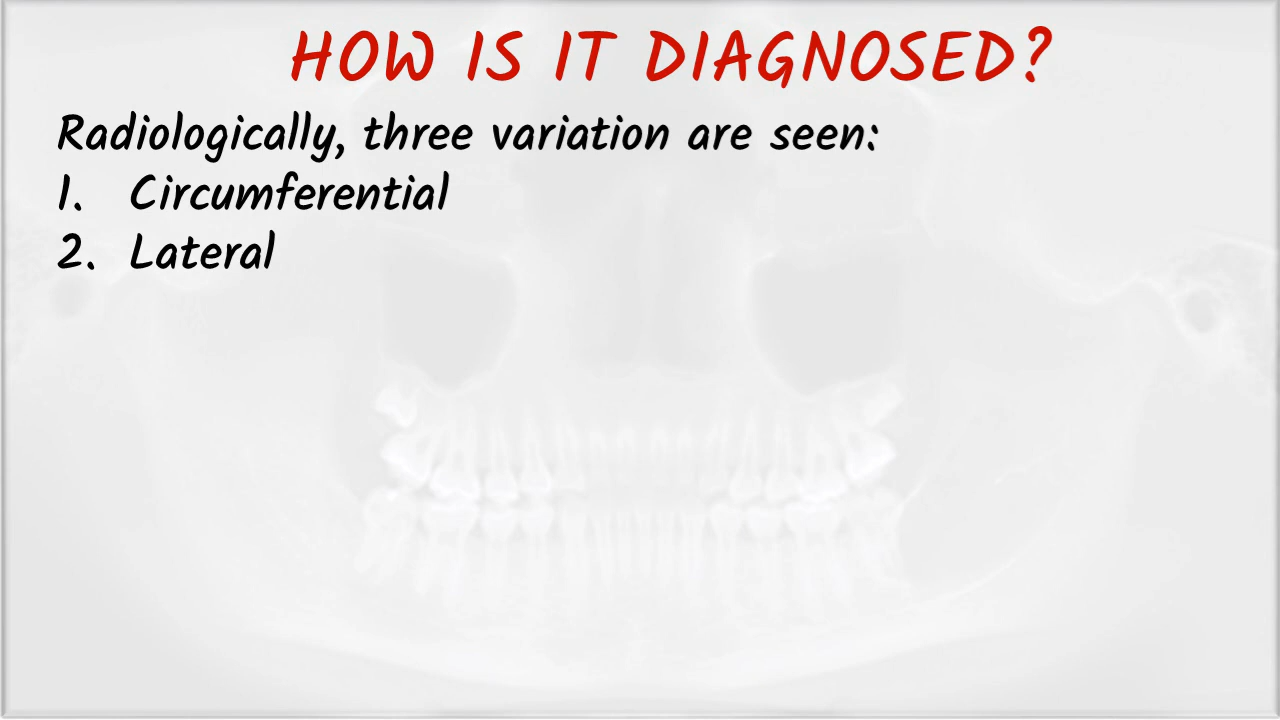 HOW IS IT DIAGNOSED?
Radiologically, three variation are seen:
1. Circumferential
2. Lateral